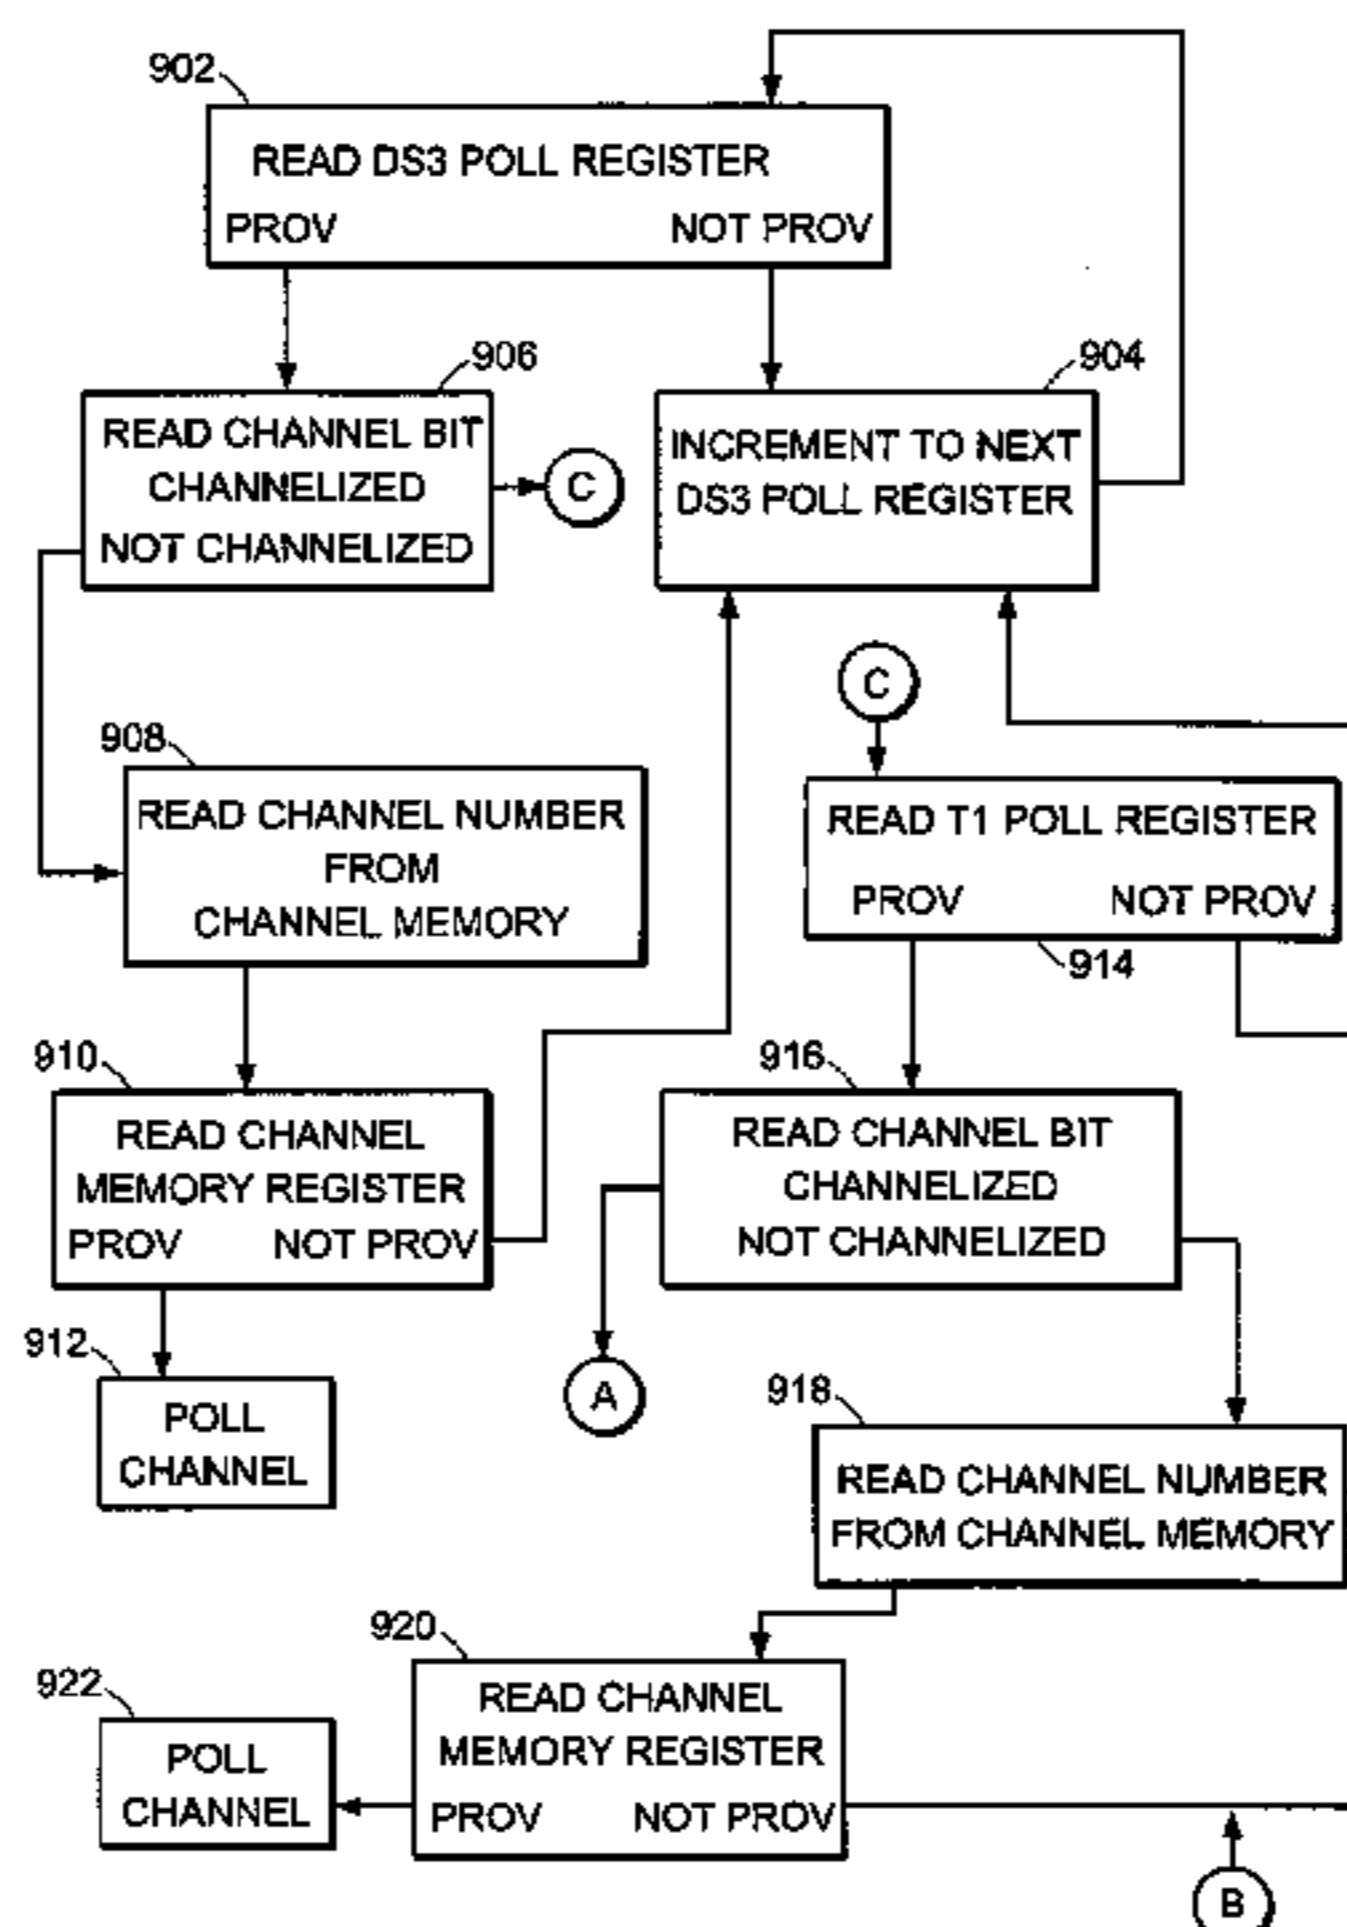 902
READ DS3 POLL REGISTER
PROV NOT PROV
906
904
READ CHANNEL BIT
CHANNELIZED
NOT CHANNELIZED
C
INCREMENT TO NEXT
DS3 POLL REGISTER
C
908
READ CHANNEL NUMBER
FROM
CHANNEL MEMORY
READ T1 POLL REGISTER
PROV NOT PROV
914
910
READ CHANNEL
MEMORY REGISTER
PROV NOT PROV
916
READ CHANNEL BIT
CHANNELIZED
NOT CHANNELIZED
912
POLL
CHANNEL
A
918
READ CHANNEL NUMBER
FROM CHANNEL MEMORY
920
READ CHANNEL
MEMORY REGISTER
PROV NOT PROV
922
POLL
CHANNEL
B